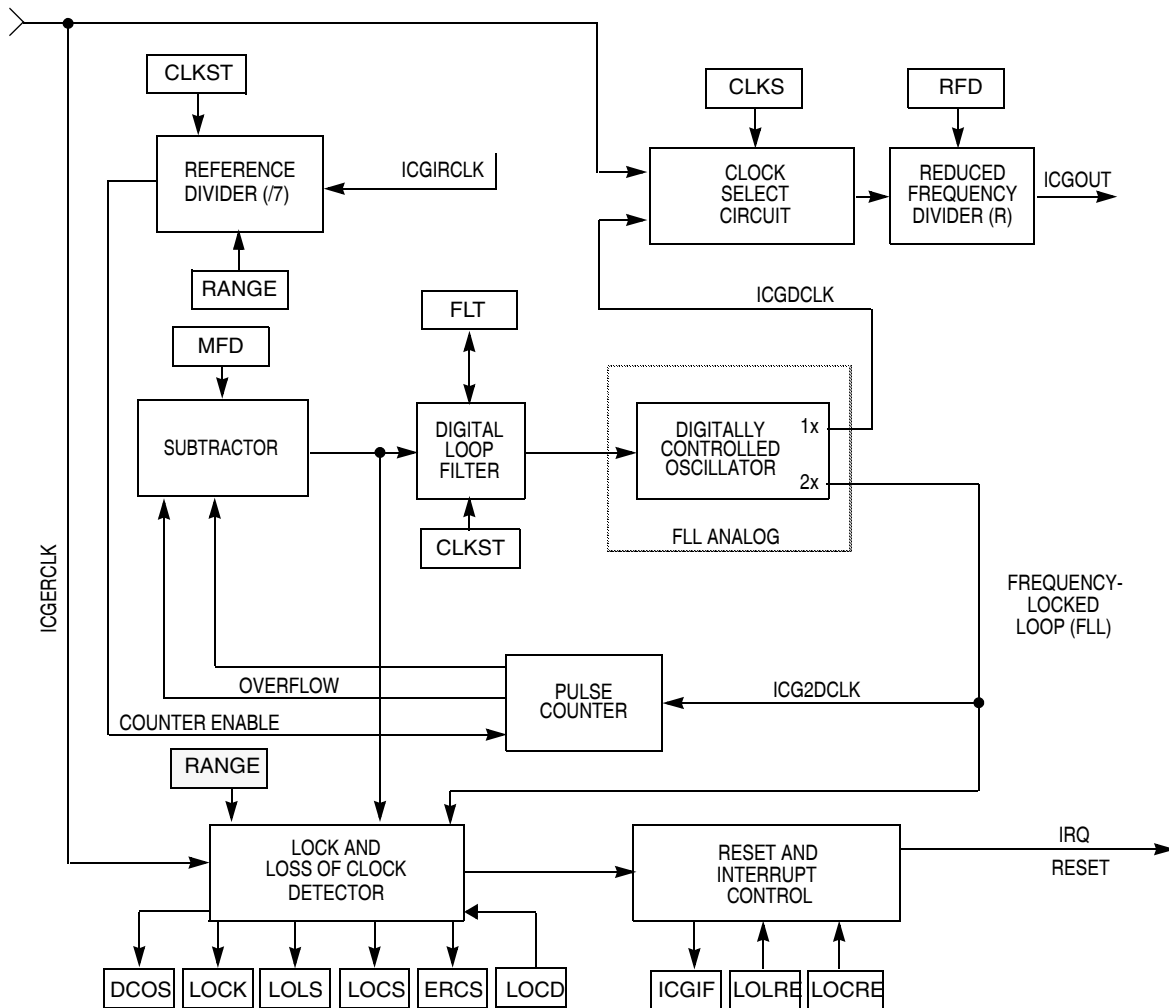 CLKST
CLKS
RFD
REFERENCE
DIVIDER (/7)
ICGIRCLK
CLOCK
SELECT
CIRCUIT
REDUCED
FREQUENCY
DIVIDER (R)
ICGOUT
RANGE
ICGDCLK
FLT
MFD
SUBTRACTOR
DIGITAL
LOOP
FILTER
DIGITALLY
CONTROLLED
OSCILLATOR
1x
2x
CLKST
FLL ANALOG
ICGERCLK
FREQUENCY-
LOCKED
LOOP (FLL)
OVERFLOW
PULSE
COUNTER
ICG2DCLK
COUNTER ENABLE
RANGE
LOCK AND
LOSS OF CLOCK
DETECTOR
RESET AND
INTERRUPT
CONTROL
IRQ
RESET
DCOS
LOCK
LOLS
LOCS
ERCS
LOCD
ICGIF
LOLRE
LOCRE